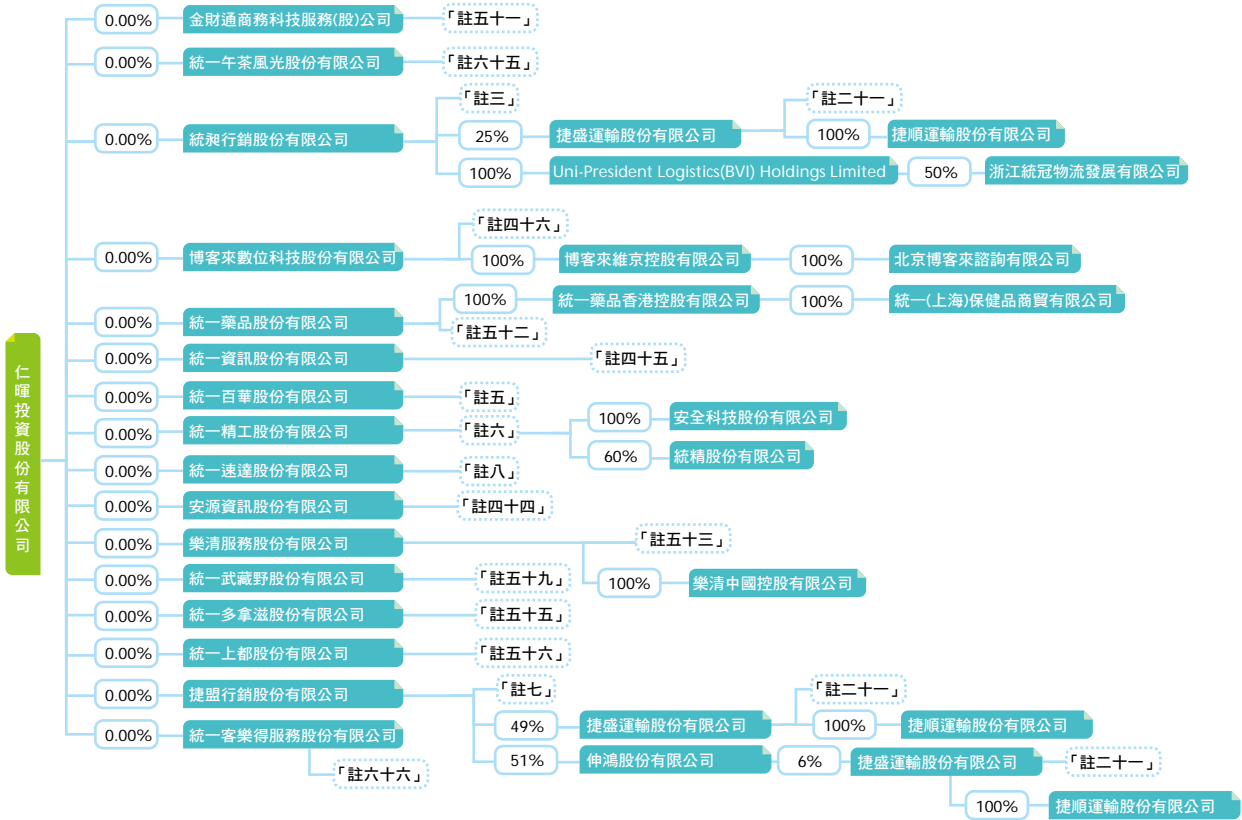 仁暉投資股份有限公司
0.00% 金財通商務科技服務(股)公司 「註五十一」
0.00% 統一午茶風光股份有限公司 「註六十五」
「註三」 「註二十一」
0.00% 統昶行銷股份有限公司 25% 捷盛運輸股份有限公司 100% 捷順運輸股份有限公司
100% Uni-President Logistics(BVI) Holdings Limited 50% 浙江統冠物流發展有限公司
「註四十六」
0.00% 博客來數位科技股份有限公司 100% 博客來維京控股有限公司 100% 北京博客來諮詢有限公司
100% 統一藥品香港控股有限公司 100% 統一(上海)保健品商貿有限公司
0.00% 統一藥品股份有限公司 「註五十二」
0.00% 統一資訊股份有限公司 「註四十五」
0.00% 統一百華股份有限公司 「註五」
100% 安全科技股份有限公司
0.00% 統一精工股份有限公司 「註六」
60% 統精股份有限公司
0.00% 統一速達股份有限公司 「註八」
0.00% 安源資訊股份有限公司 「註四十四」
0.00% 樂清服務股份有限公司 「註五十三」
100% 樂清中國控股有限公司
0.00% 統一武藏野股份有限公司 「註五十九」
0.00% 統一多拿滋股份有限公司 「註五十五」
0.00% 統一上都股份有限公司 「註五十六」
0.00% 捷盟行銷股份有限公司 「註七」 「註二十一」
49% 捷盛運輸股份有限公司 100% 捷順運輸股份有限公司
0.00% 統一客樂得服務股份有限公司
51% 伸鴻股份有限公司 6% 捷盛運輸股份有限公司 「註二十一」
「註六十六」
100% 捷順運輸股份有限公司